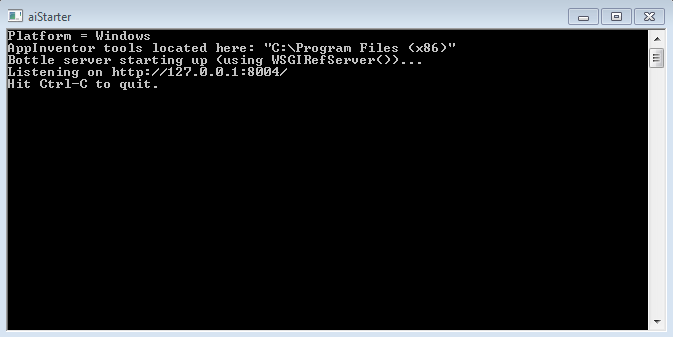 aiStarter
Platform = Windows
AppInventor tools located here: "C:\Program Files (x86)"
Bottle server starting up (using WSGIRefServer())...
Listening on http://127.0.0.1:8004/
Hit Ctrl-C to quit.